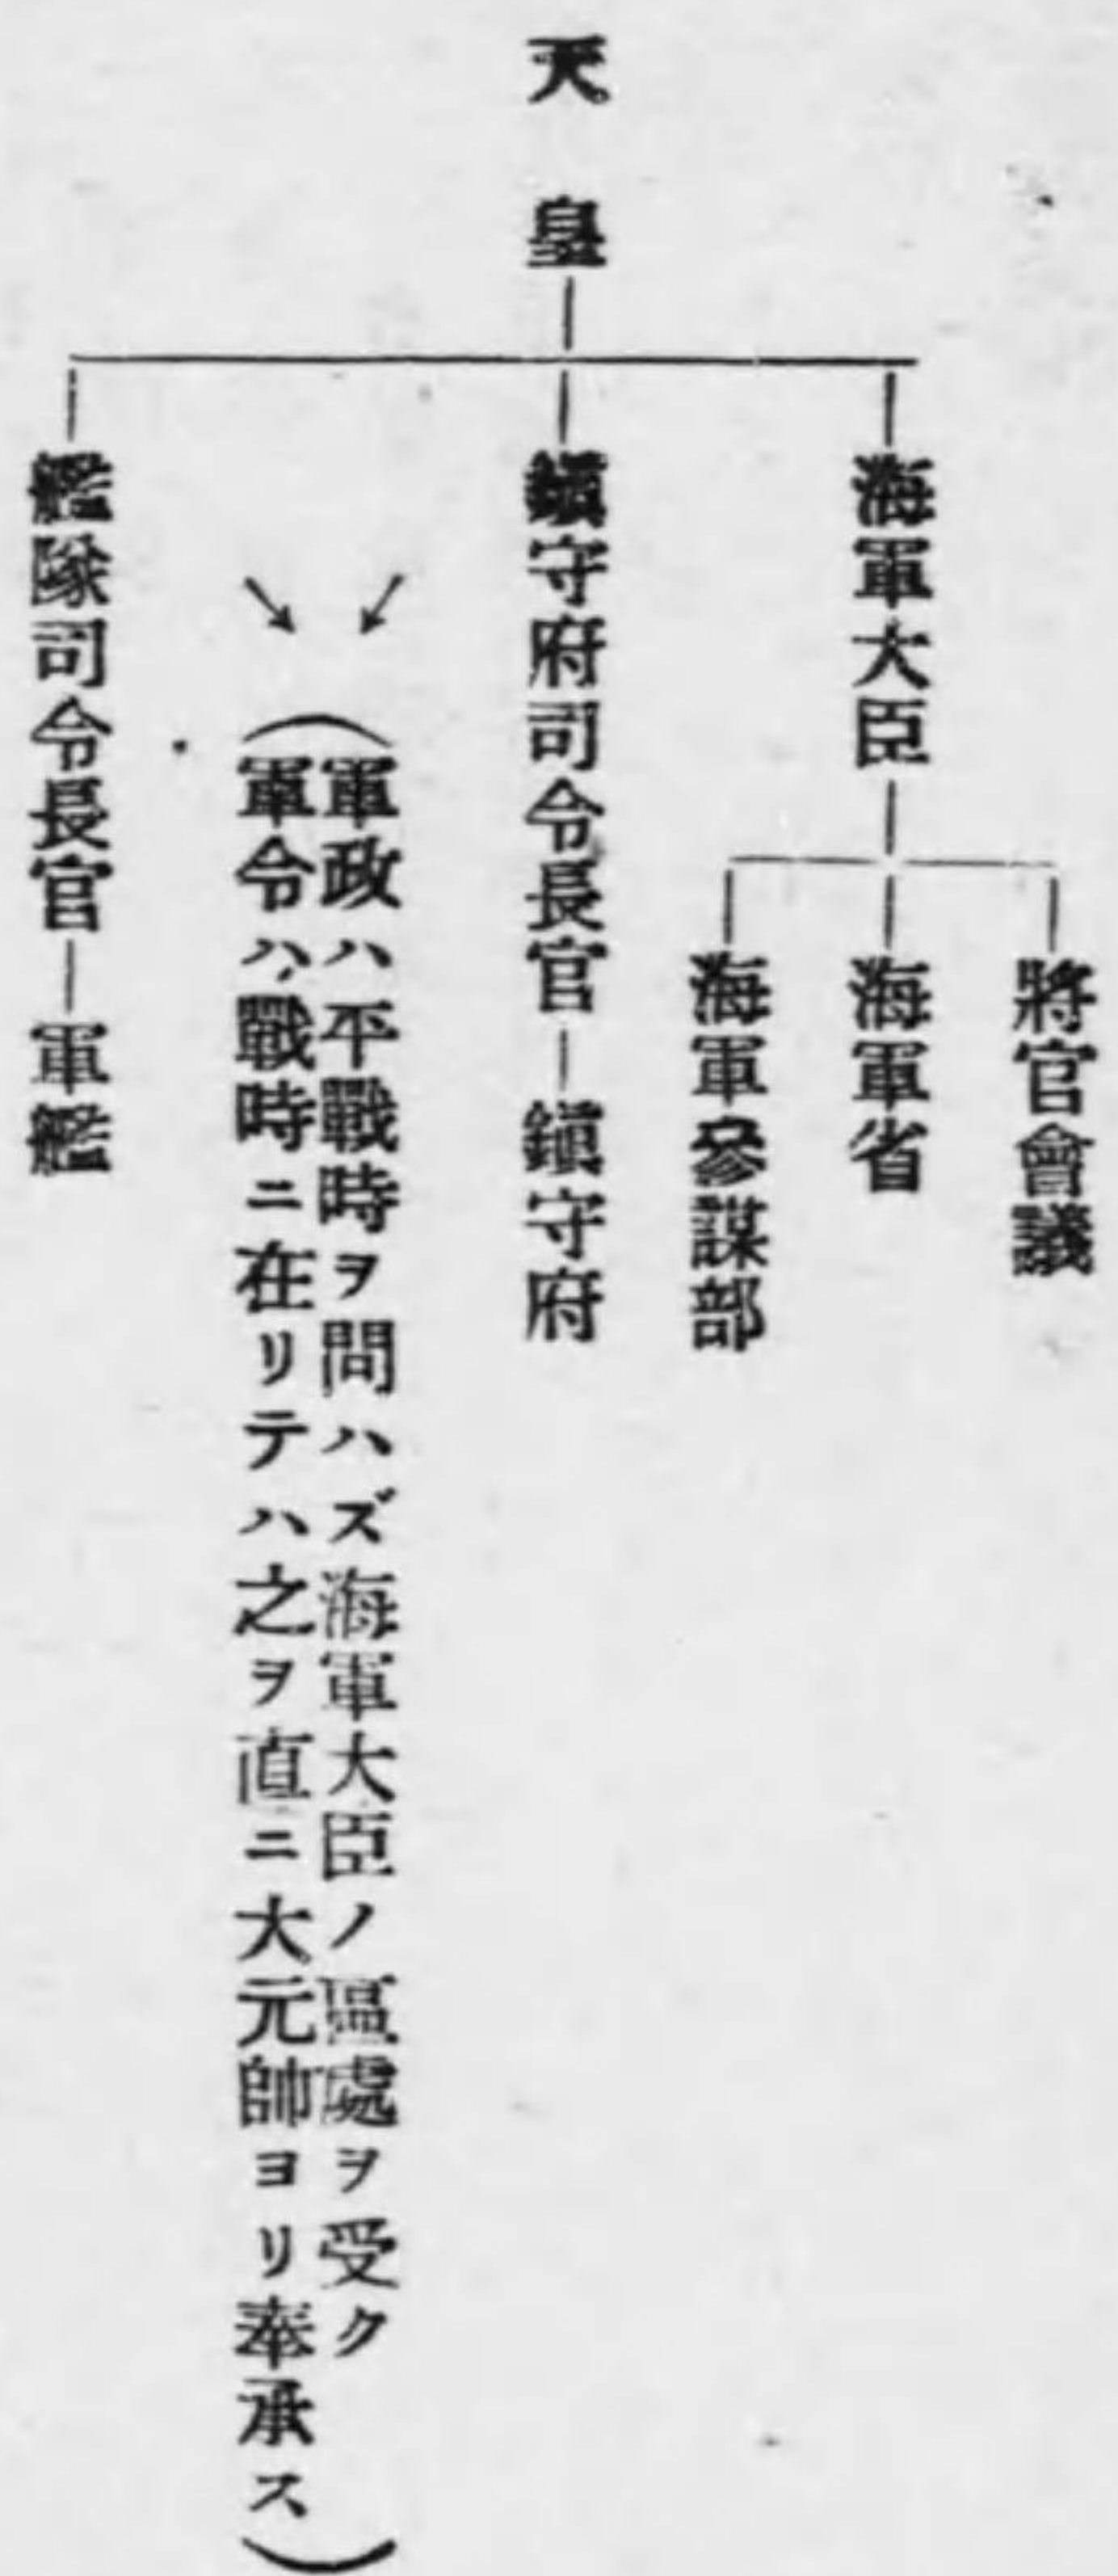 天皇
海軍大臣
將官會議
海軍省
海軍參謀部
鎭守府司令長官―鎭守府
(軍政ハ平戰時ヲ問ハズ海軍大臣ノ區處ヲ受ク
軍令ハ戰時ニ在リテハ之ヲ直ニ大元帥ヨリ奉承ス)
艦隊司令長官―軍艦